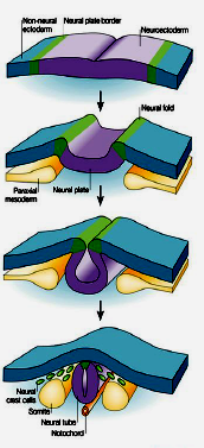 Non-neural
ectoderm
Neural plate border
Neuroectoderm
Neural fold
Paraxial
mesoderm
Neural plate
Neural
crest cells
Somite
Neural tube
Notochord